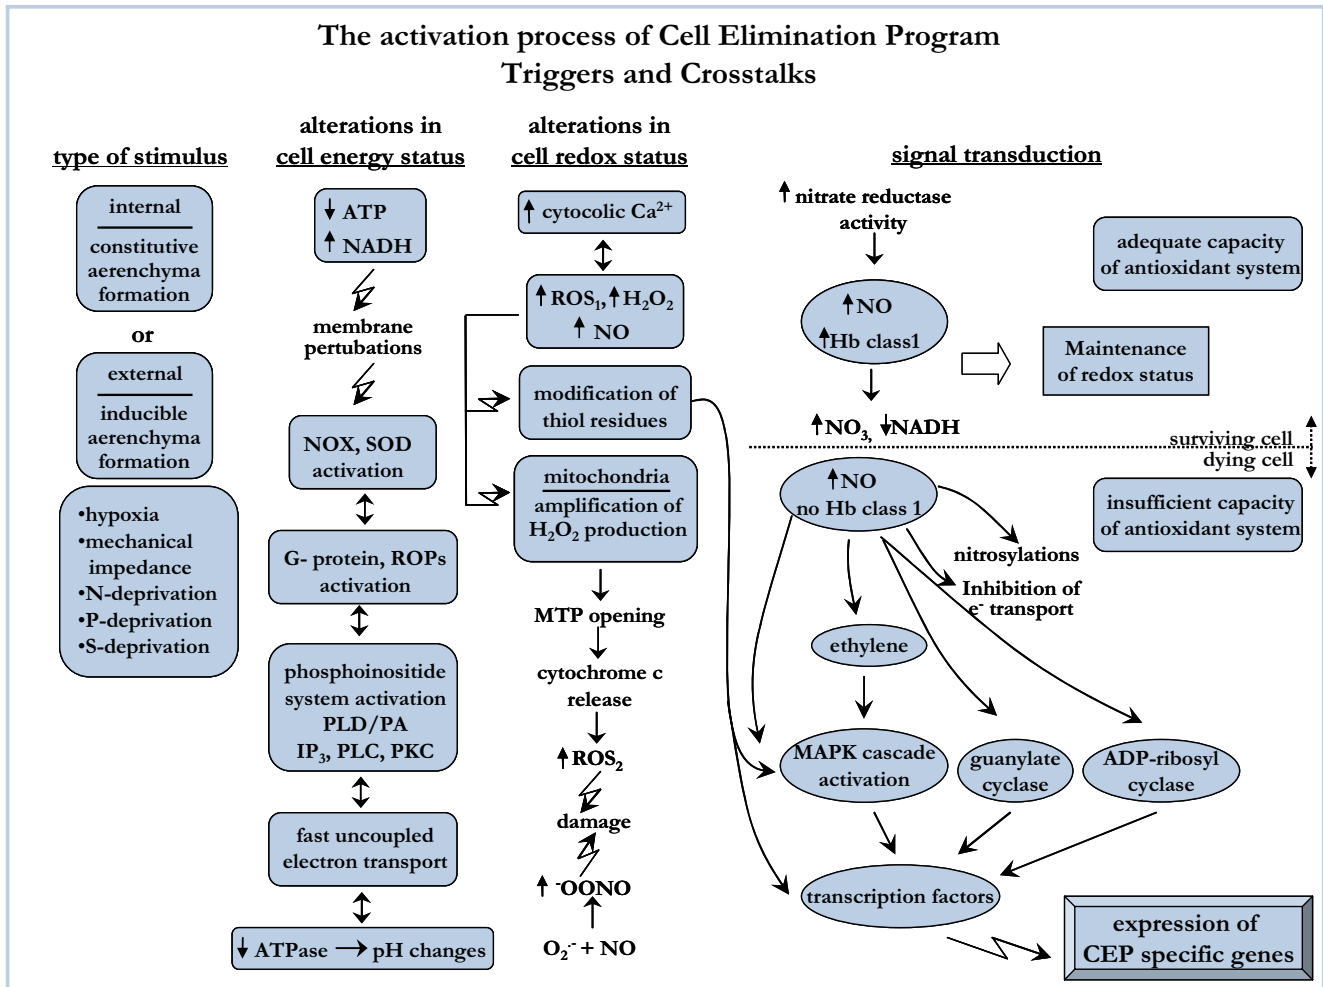 The activation process of Cell Elimination Program
Triggers and Crosstalks
type of stimulus
internal
constitutive
aerenchyma
formation
or
external
inducible
aerenchyma
formation
•hypoxia
•mechanical
impedance
•N-deprivation
•P-deprivation
•S-deprivation
alterations in
cell energy status
↓ ATP
↑ NADH
membrane
pertubations
NOX, SOD
activation
G- protein, ROPs
activation
phosphoinositide
system activation
PLD/PA
IP₃, PLC, PKC
fast uncoupled
electron transport
↓ ATPase → pH changes
alterations in
cell redox status
↑ cytocolic Ca²⁺
↑ROS₁, ↑H₂O₂
↑ NO
modification of
thiol residues
mitochondria
amplification of
H₂O₂ production
MTP opening
cytochrome c
release
↑ROS₂
damage
↑ ⁻OONO
O₂·⁻ + NO
signal transduction
↑ nitrate reductase
activity
↑NO
↑Hb class1
↑NO₃, ↓NADH
adequate capacity
of antioxidant system
Maintenance
of redox status
surviving cell
dying cell
insufficient capacity
of antioxidant system
↑NO
no Hb class 1
nitrosylations
Inhibition of
e⁻ transport
ethylene
MAPK cascade
activation
guanylate
cyclase
ADP-ribosyl
cyclase
transcription factors
expression of
CEP specific genes